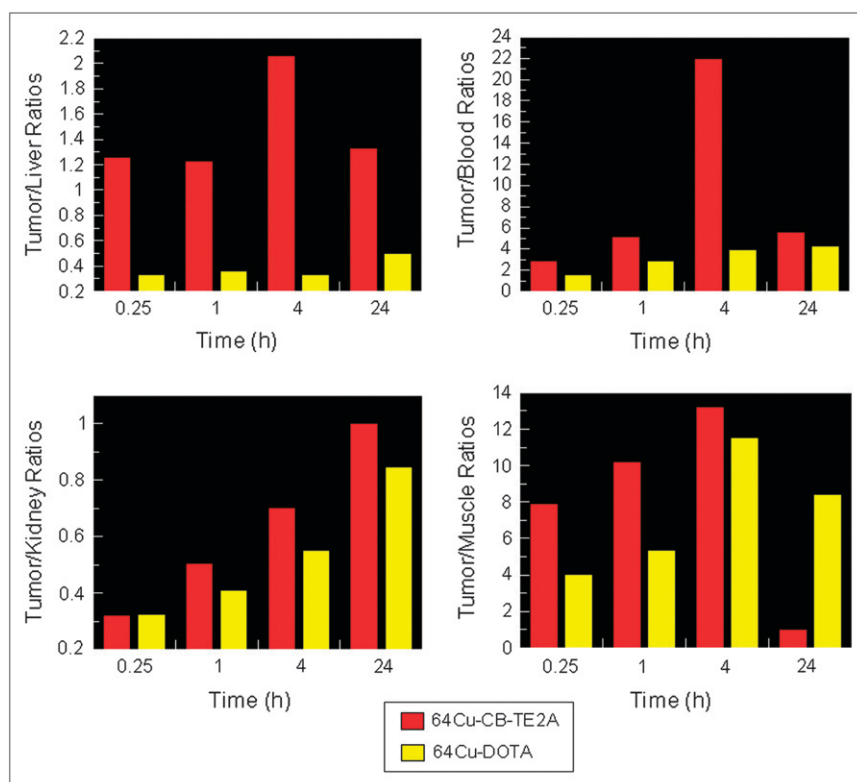 Tumor/Liver Ratios
2.2
2
1.8
1.6
1.4
1.2
1
0.8
0.6
0.4
0.2
0.25 1 4 24
Time (h)
Tumor/Blood Ratios
24
22
20
18
16
14
12
10
8
6
4
2
0
0.25 1 4 24
Time (h)
Tumor/Kidney Ratios
1
0.8
0.6
0.4
0.2
0.25 1 4 24
Time (h)
Tumor/Muscle Ratios
14
12
10
8
6
4
2
0
0.25 1 4 24
Time (h)
64Cu-CB-TE2A
64Cu-DOTA